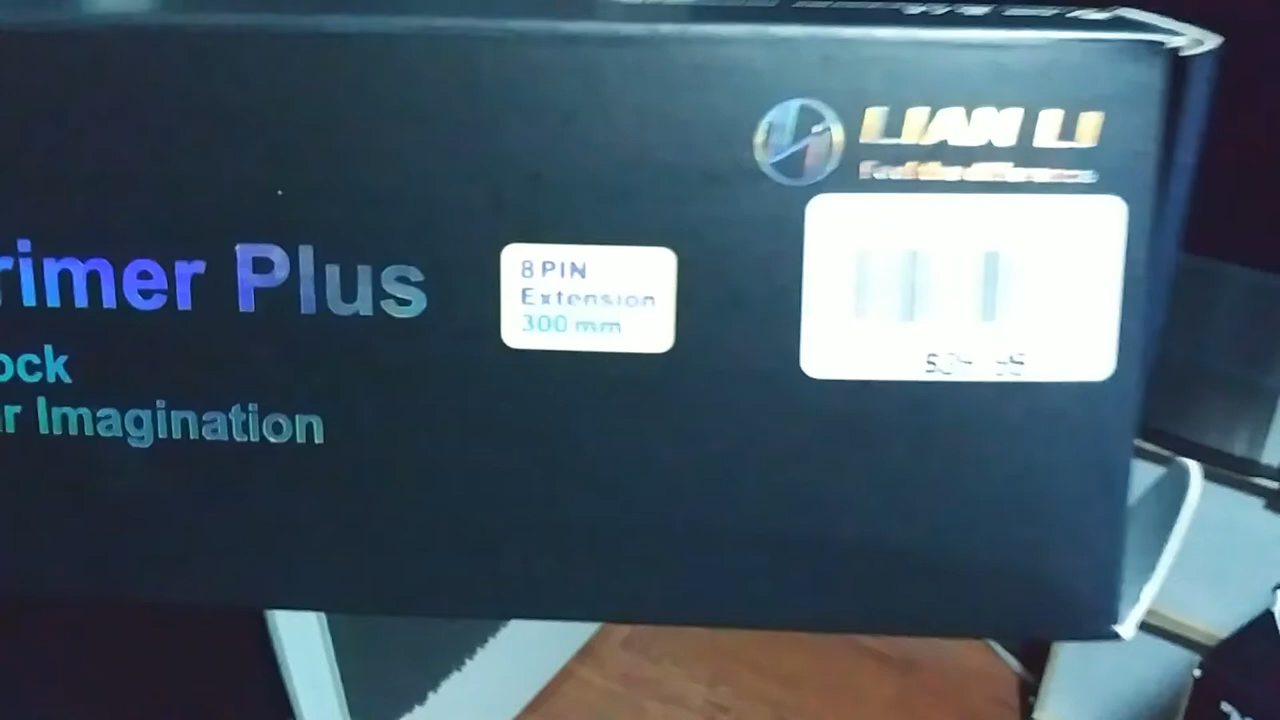 LIAN LI
rimer Plus
8 PIN
Extension
300 mm
ock
r Imagination